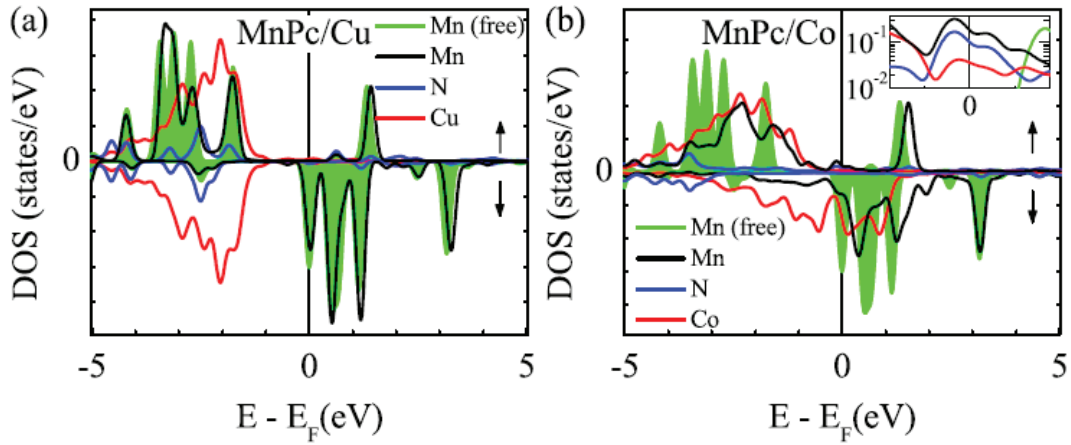 (a)
MnPc/Cu
Mn (free)
Mn
N
Cu
DOS (states/eV)
0
-5
0
5
E - E_F(eV)
(b)
MnPc/Co
10⁻¹
10⁻²
0
Mn (free)
Mn
N
Co
DOS (states/eV)
0
-5
0
5
E - E_F(eV)